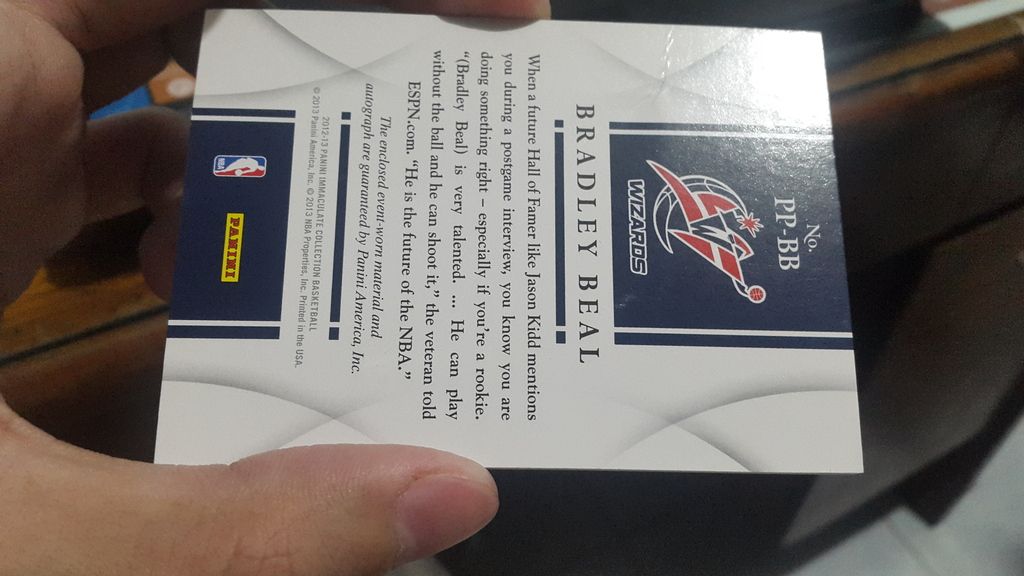 No.
PP-BB
WIZARDS
BRADLEY BEAL
When a future Hall of Famer like Jason Kidd mentions
you during a postgame interview, you know you are
doing something right – especially if you're a rookie.
“(Bradley Beal) is very talented. ... He can play
without the ball and he can shoot it,” the veteran told
ESPN.com. “He is the future of the NBA.”
The enclosed event-worn material and
autograph are guaranteed by Panini America, Inc.
2012-13 PANINI IMMACULATE COLLECTION BASKETBALL
© 2013 Panini America, Inc. © 2013 NBA Properties, Inc. Printed in the USA.
NBA
PANINI